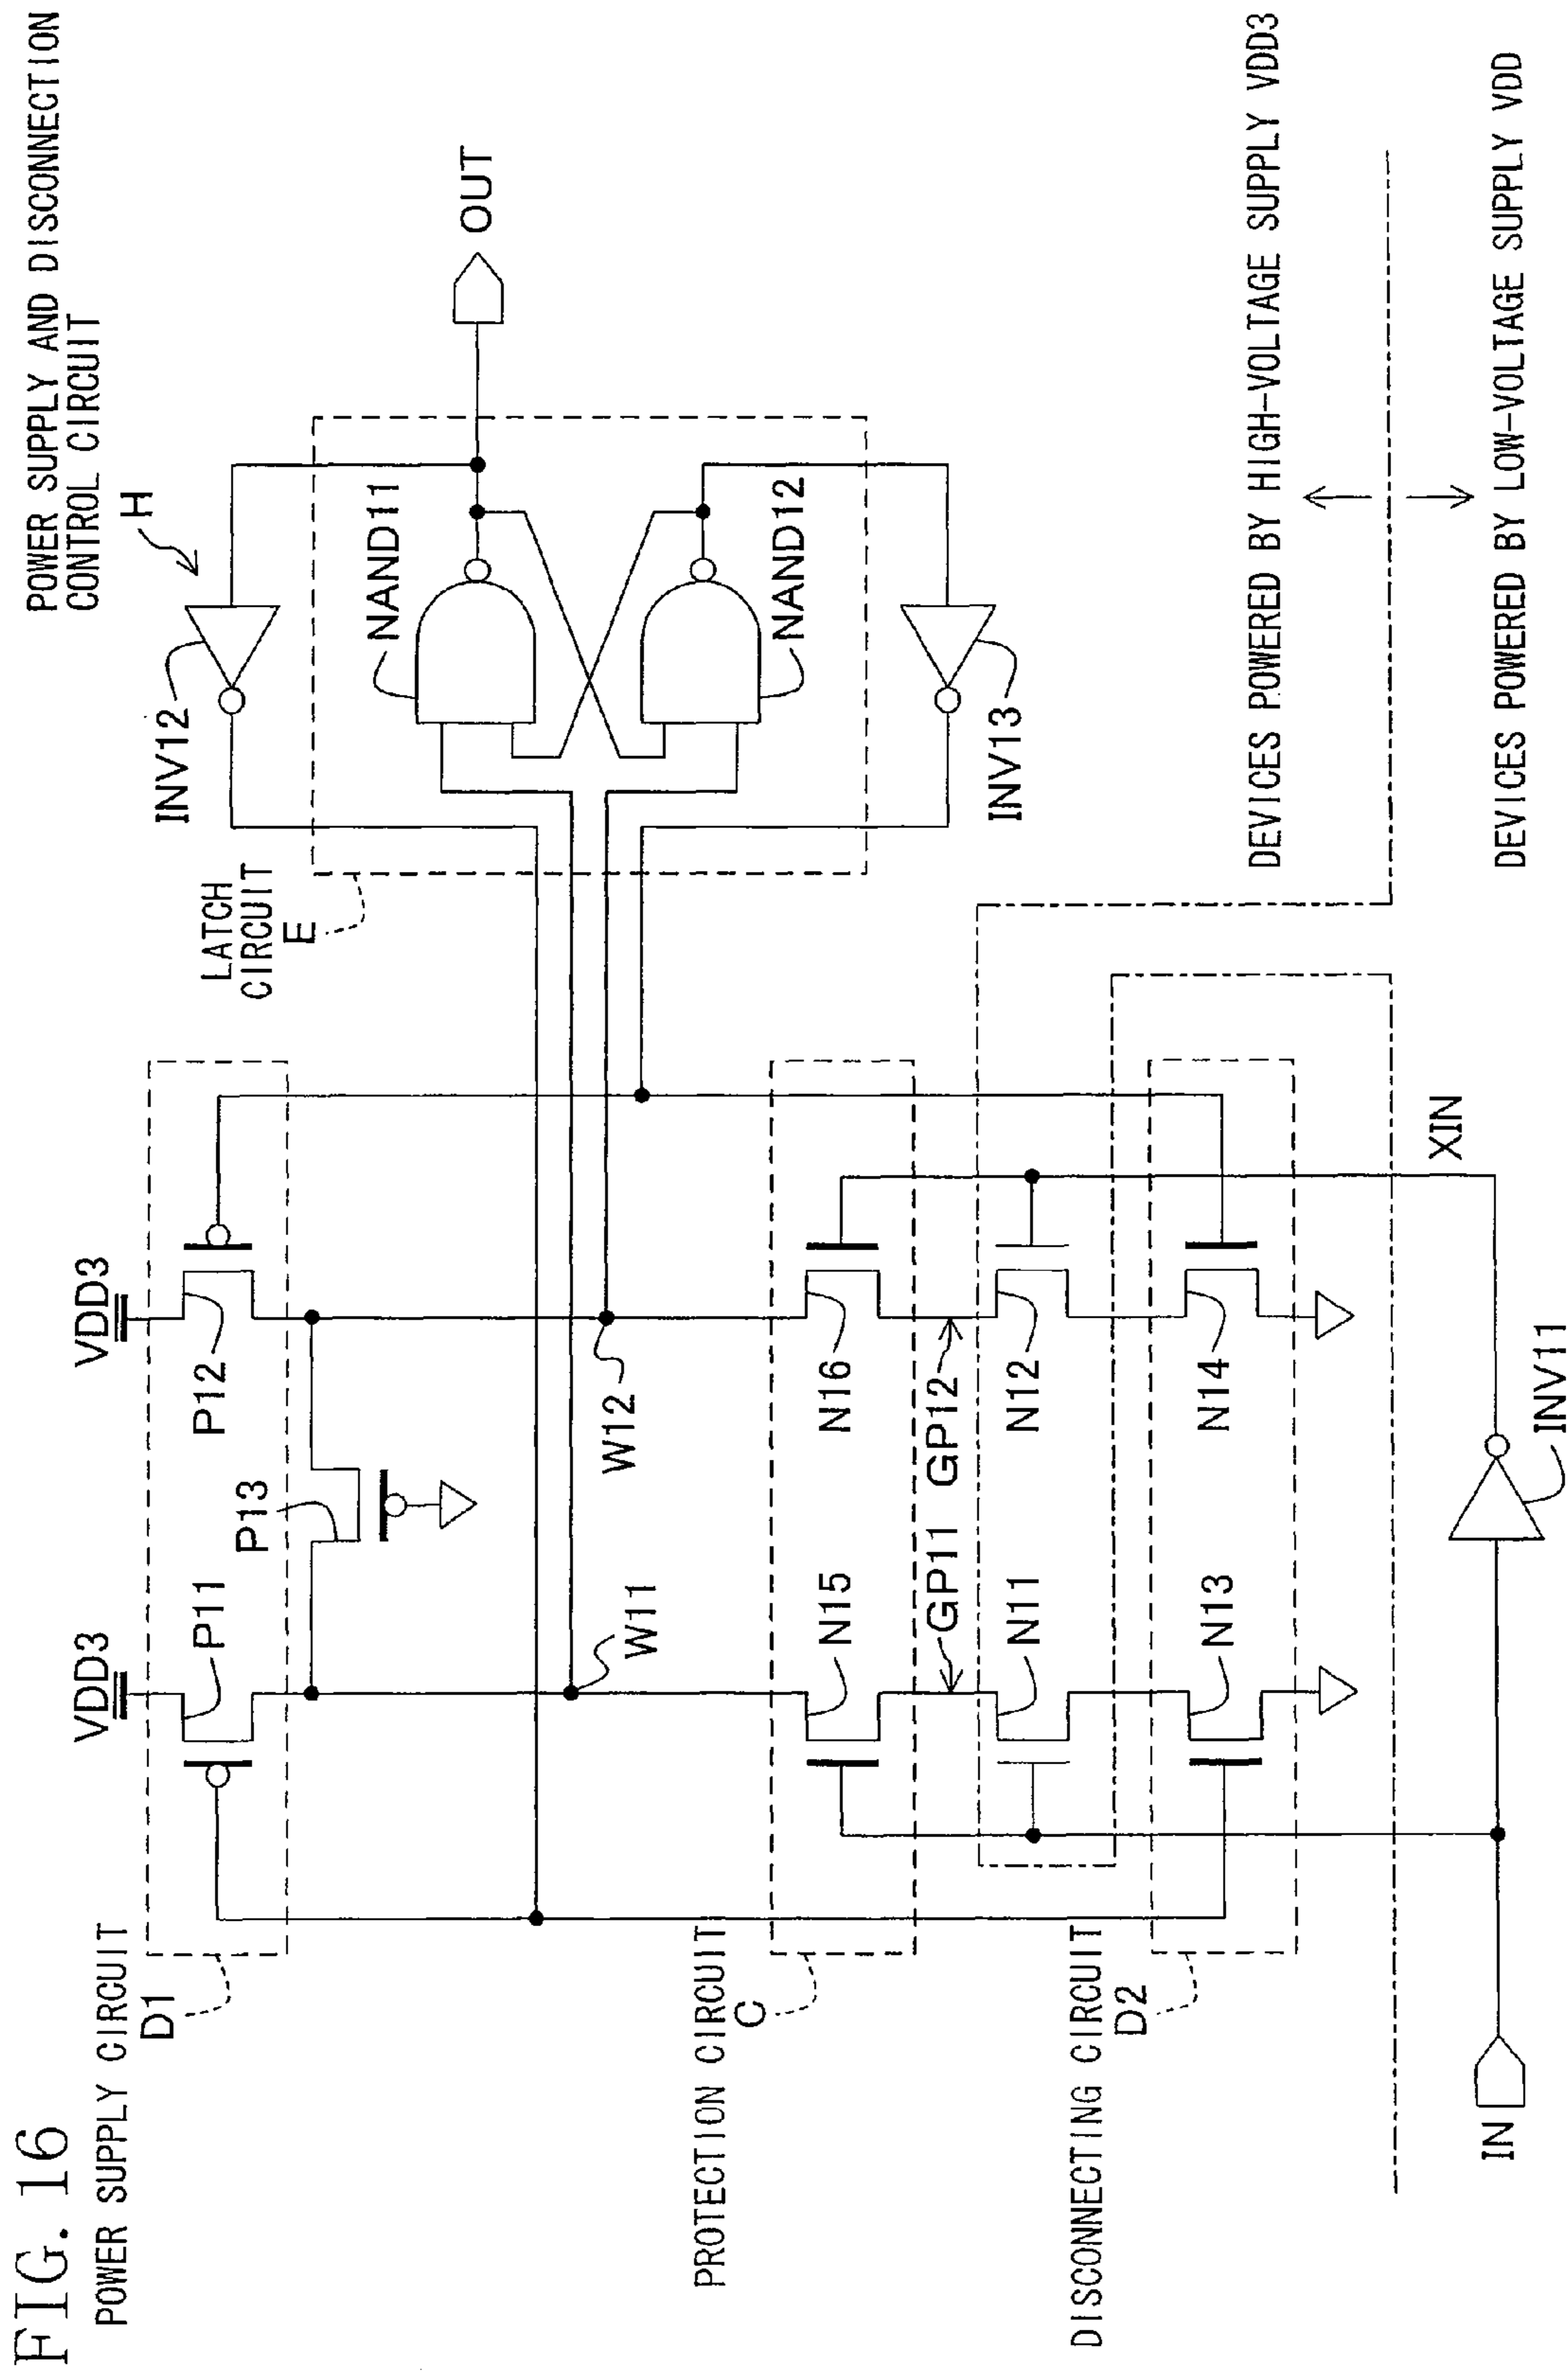 FIG. 16
POWER SUPPLY AND DISCONNECTION
CONTROL CIRCUIT
H
POWER SUPPLY CIRCUIT
D1
VDD3
VDD3
P11
P12
P13
INV12
LATCH
CIRCUIT
E
NAND11
NAND12
INV13
OUT
W11
W12
PROTECTION CIRCUIT
C
N15
N16
GP11
GP12
N11
N12
DISCONNECTING CIRCUIT
D2
N13
N14
DEVICES POWERED BY HIGH-VOLTAGE SUPPLY VDD3
DEVICES POWERED BY LOW-VOLTAGE SUPPLY VDD
XIN
IN
INV11